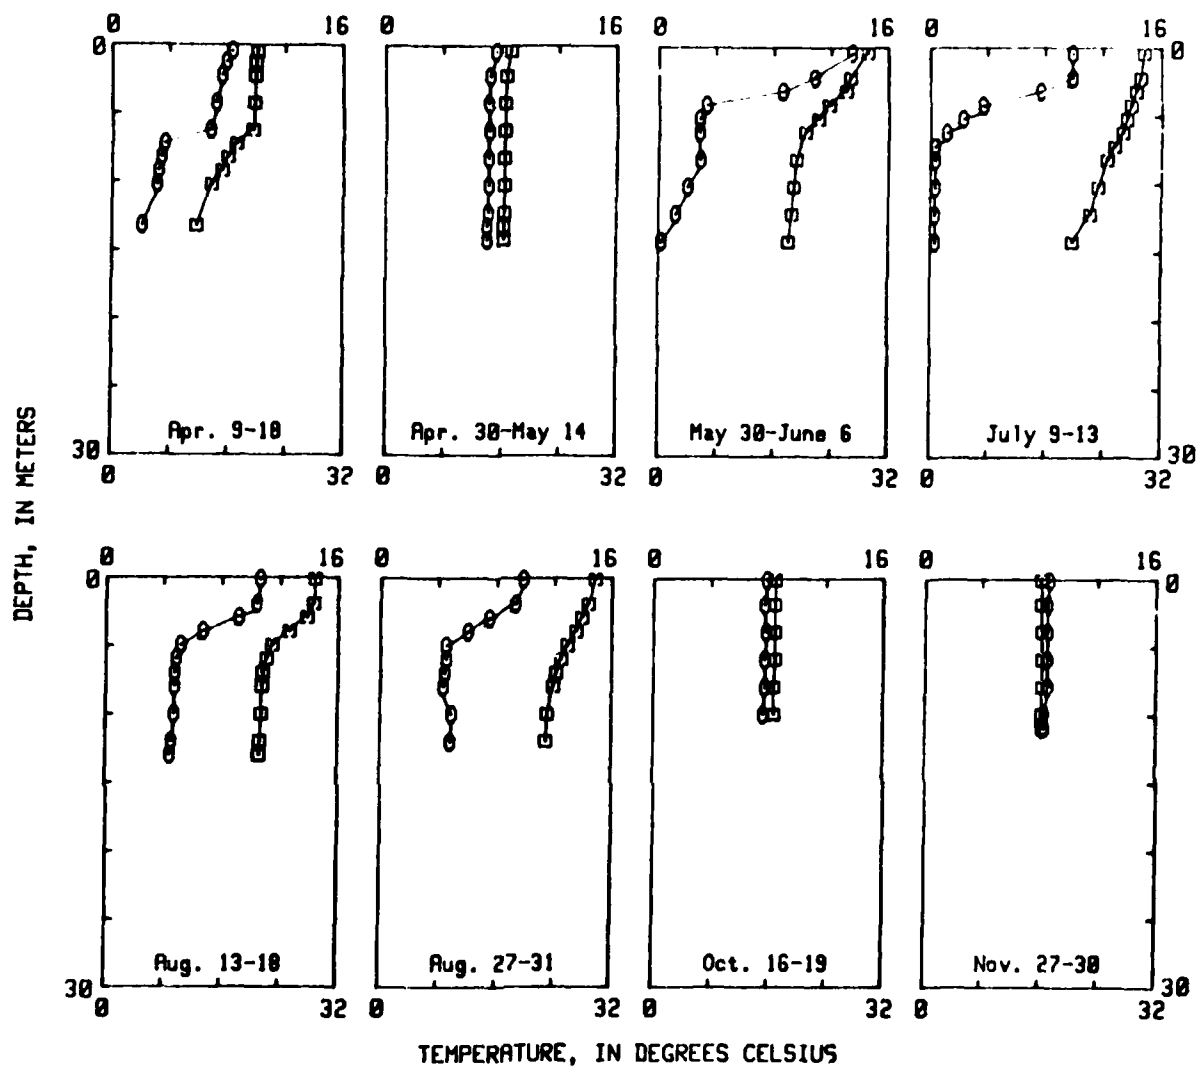 0 16 0 16 0 16 0 16
0 0
Apr. 9-18 Apr. 30-May 14 May 30-June 6 July 9-13
30 30
0 32 0 32 0 32 0 32
DEPTH, IN METERS
0 16 0 16 0 16 0 16
0 0
Aug. 13-18 Aug. 27-31 Oct. 16-19 Nov. 27-30
30 30
0 32 0 32 0 32 0 32
TEMPERATURE, IN DEGREES CELSIUS